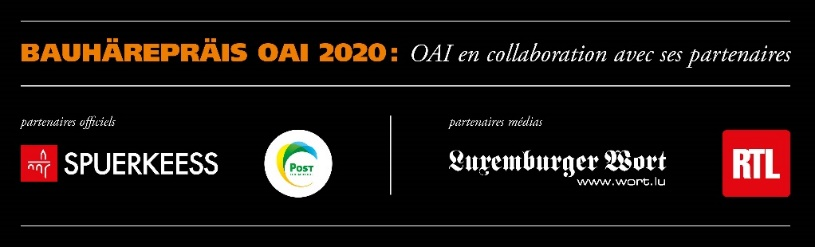 BAUHÄREPRÄIS OAI 2020 : OAI en collaboration avec ses partenaires
partenaires officiels
SPUERKEESS
POST
partenaires médias
Luxemburger Wort
www.wort.lu
RTL